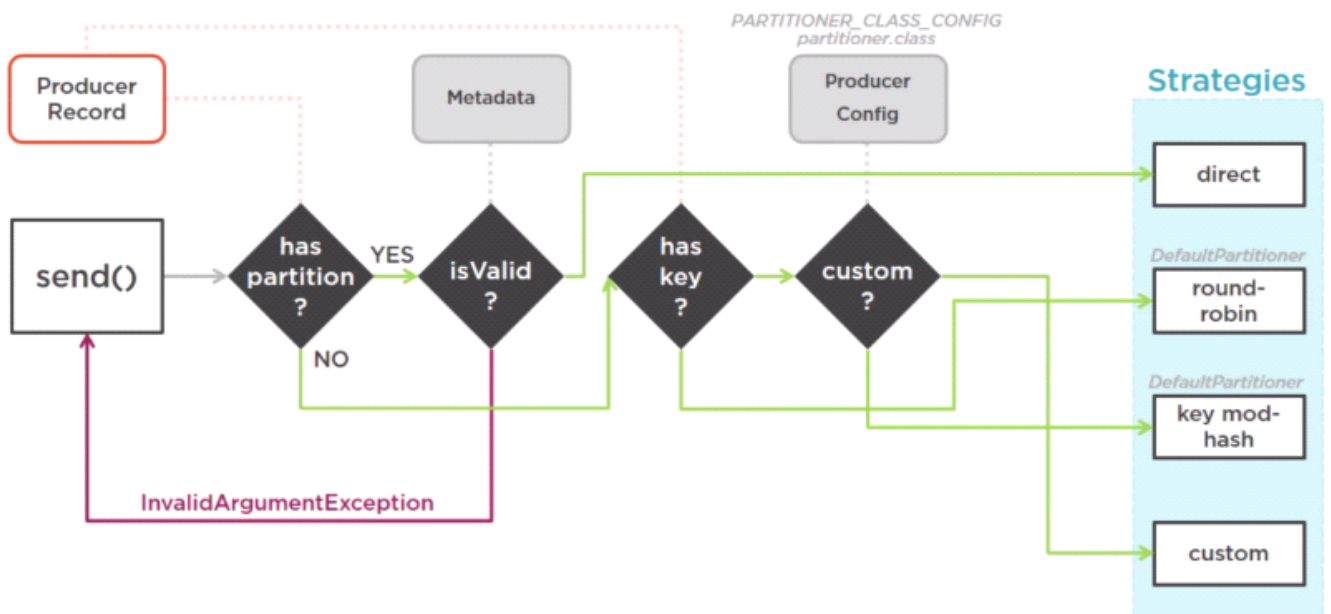 PARTITIONER_CLASS_CONFIG
partitioner.class
Producer
Record
Metadata
Producer
Config
Strategies
direct
send()
has
partition
?
YES
isValid
?
has
key
?
custom
?
DefaultPartitioner
round-
robin
NO
DefaultPartitioner
key mod-
hash
InvalidArgumentException
custom